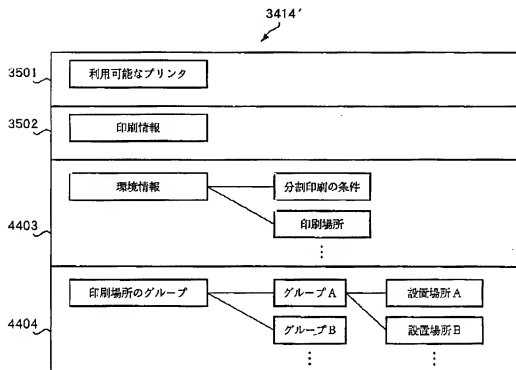 3414'
3501
利用可能なプリンタ
3502
印刷情報
4403
環境情報
分割印刷の条件
印刷場所
⋮
4404
印刷場所のグループ
グループA
設置場所A
グループB
設置場所B
⋮
⋮